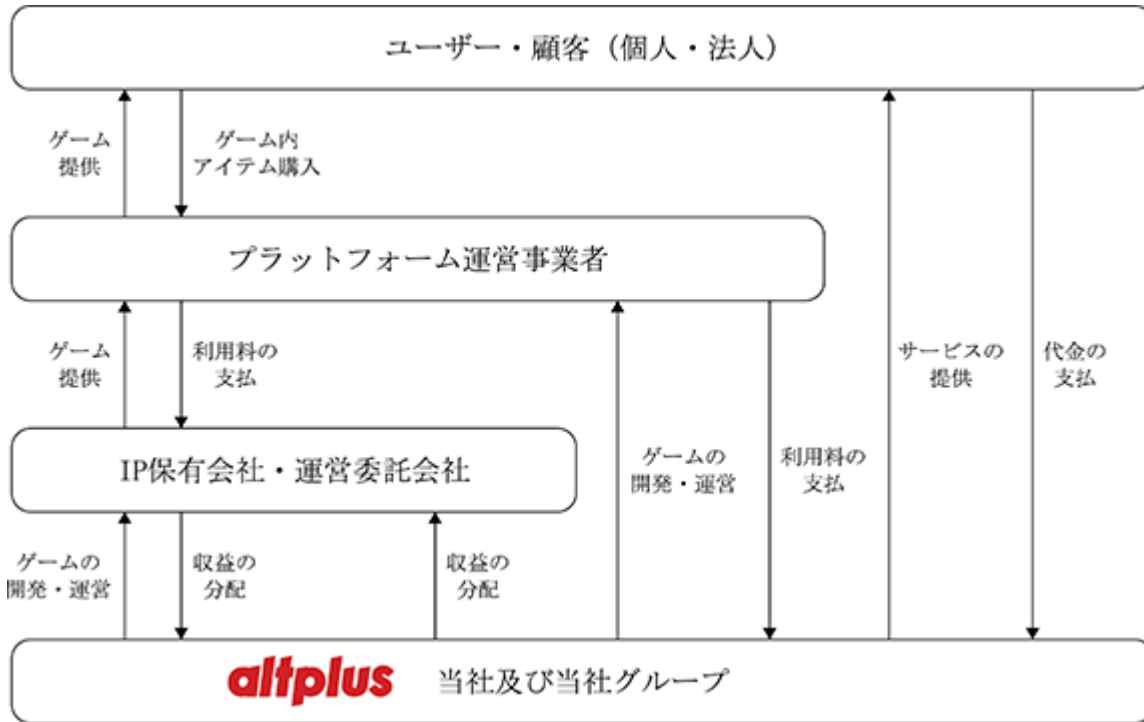 ユーザー・顧客（個人・法人）
ゲーム
提供
ゲーム内
アイテム購入
プラットフォーム運営事業者
ゲーム
提供
利用料の
支払
サービスの
提供
代金の
支払
IP保有会社・運営委託会社
ゲームの
開発・運営
利用料の
支払
ゲームの
開発・運営
収益の
分配
収益の
分配
altplus 当社及び当社グループ